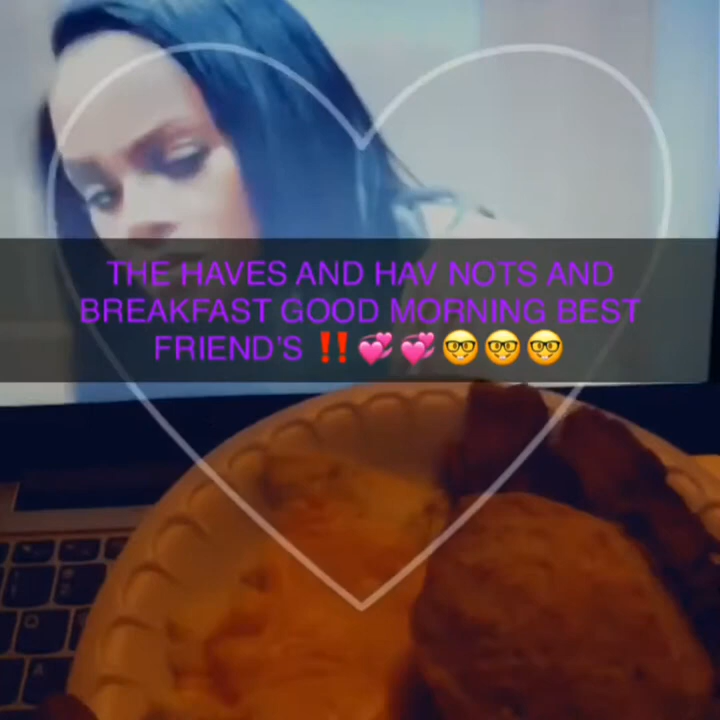 THE HAVES AND HAV NOTS AND
BREAKFAST GOOD MORNING BEST
FRIEND'S ‼️💞💞🤓🤓🤓